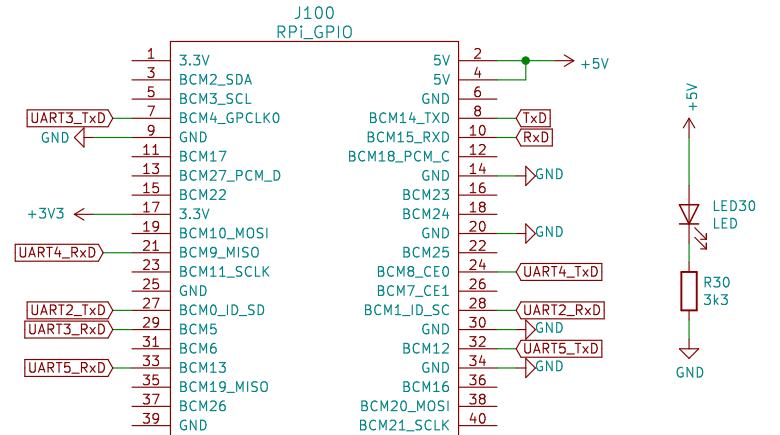 J100
RPi_GPIO
1 3.3V 5V 2 +5V
3 BCM2_SDA 5V 4
5 BCM3_SCL GND 6
UART3_TxD 7 BCM4_GPCLK0 BCM14_TXD 8 TxD
GND 9 GND BCM15_RXD 10 RxD
11 BCM17 BCM18_PCM_C 12
13 BCM27_PCM_D GND 14 GND
15 BCM22 BCM23 16
+3V3 17 3.3V BCM24 18
19 BCM10_MOSI GND 20 GND
UART4_RxD 21 BCM9_MISO BCM25 22
23 BCM11_SCLK BCM8_CE0 24 UART4_TxD
25 GND BCM7_CE1 26
UART2_TxD 27 BCM0_ID_SD BCM1_ID_SC 28 UART2_RxD
UART3_RxD 29 BCM5 GND 30 GND
31 BCM6 BCM12 32 UART5_TxD
UART5_RxD 33 BCM13 GND 34 GND
35 BCM19_MISO BCM16 36
37 BCM26 BCM20_MOSI 38
39 GND BCM21_SCLK 40
+5V
LED30
LED
R30
3k3
GND